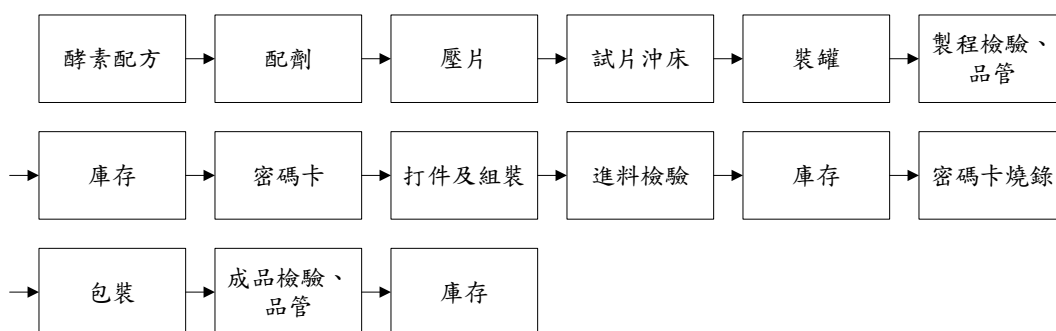 酵素配方
配劑
壓片
試片沖床
裝罐
製程檢驗、
品管
庫存
密碼卡
打件及組裝
進料檢驗
庫存
密碼卡燒錄
包裝
成品檢驗、
品管
庫存